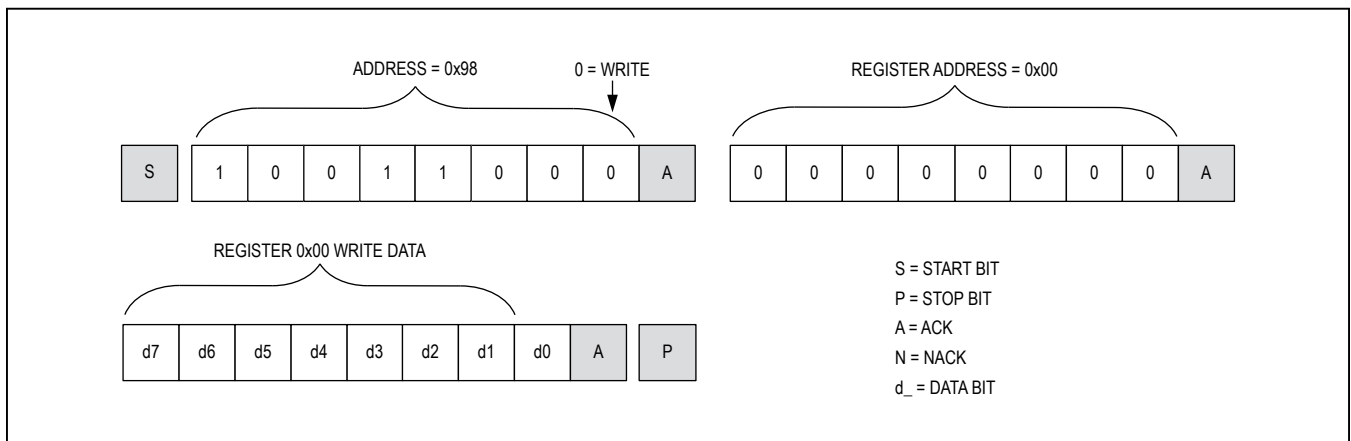 ADDRESS = 0x98 0 = WRITE REGISTER ADDRESS = 0x00
S 1 0 0 1 1 0 0 0 A 0 0 0 0 0 0 0 0 A
REGISTER 0x00 WRITE DATA
d7 d6 d5 d4 d3 d2 d1 d0 A P
S = START BIT
P = STOP BIT
A = ACK
N = NACK
d_ = DATA BIT